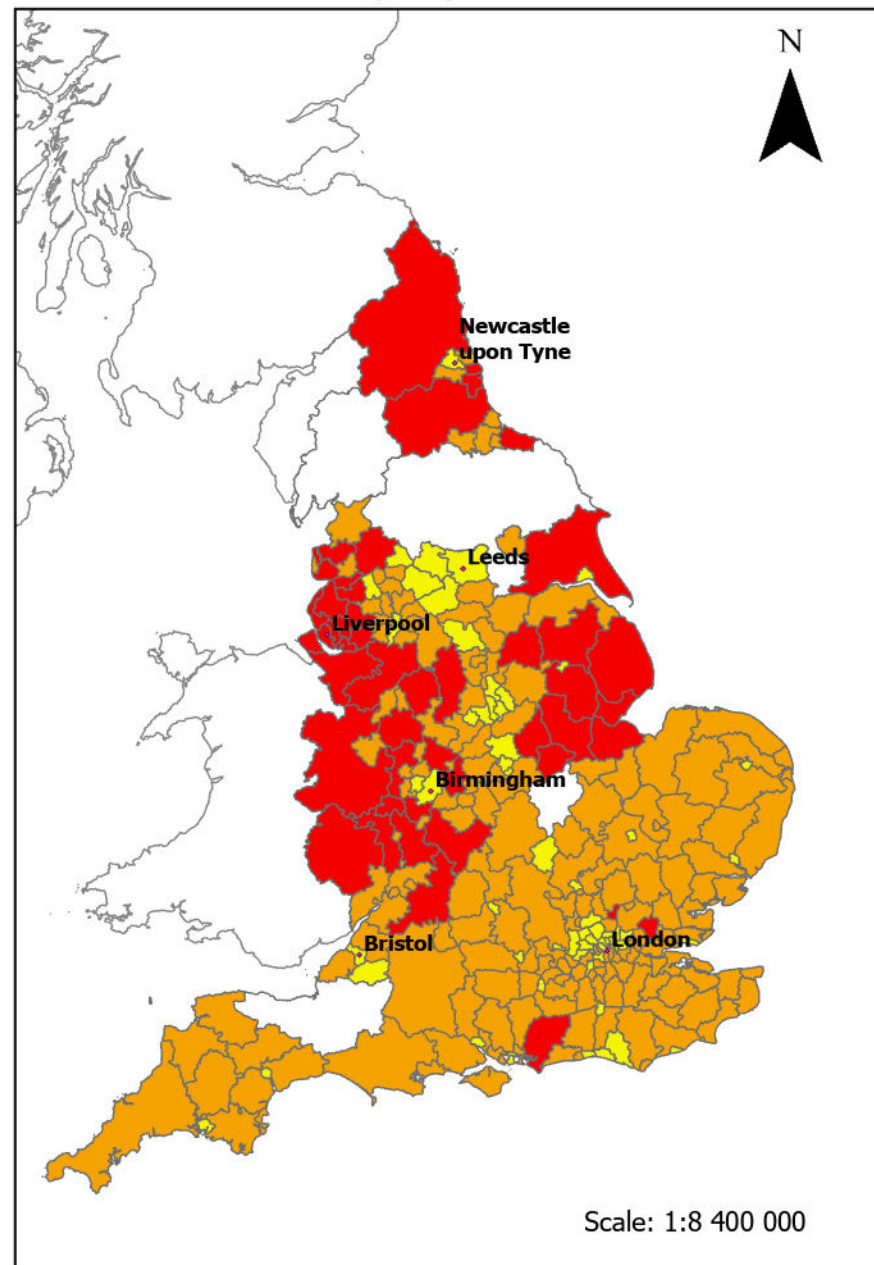 N
Newcastle
upon Tyne
Leeds
Liverpool
Birmingham
Bristol
London
Scale: 1:8 400 000